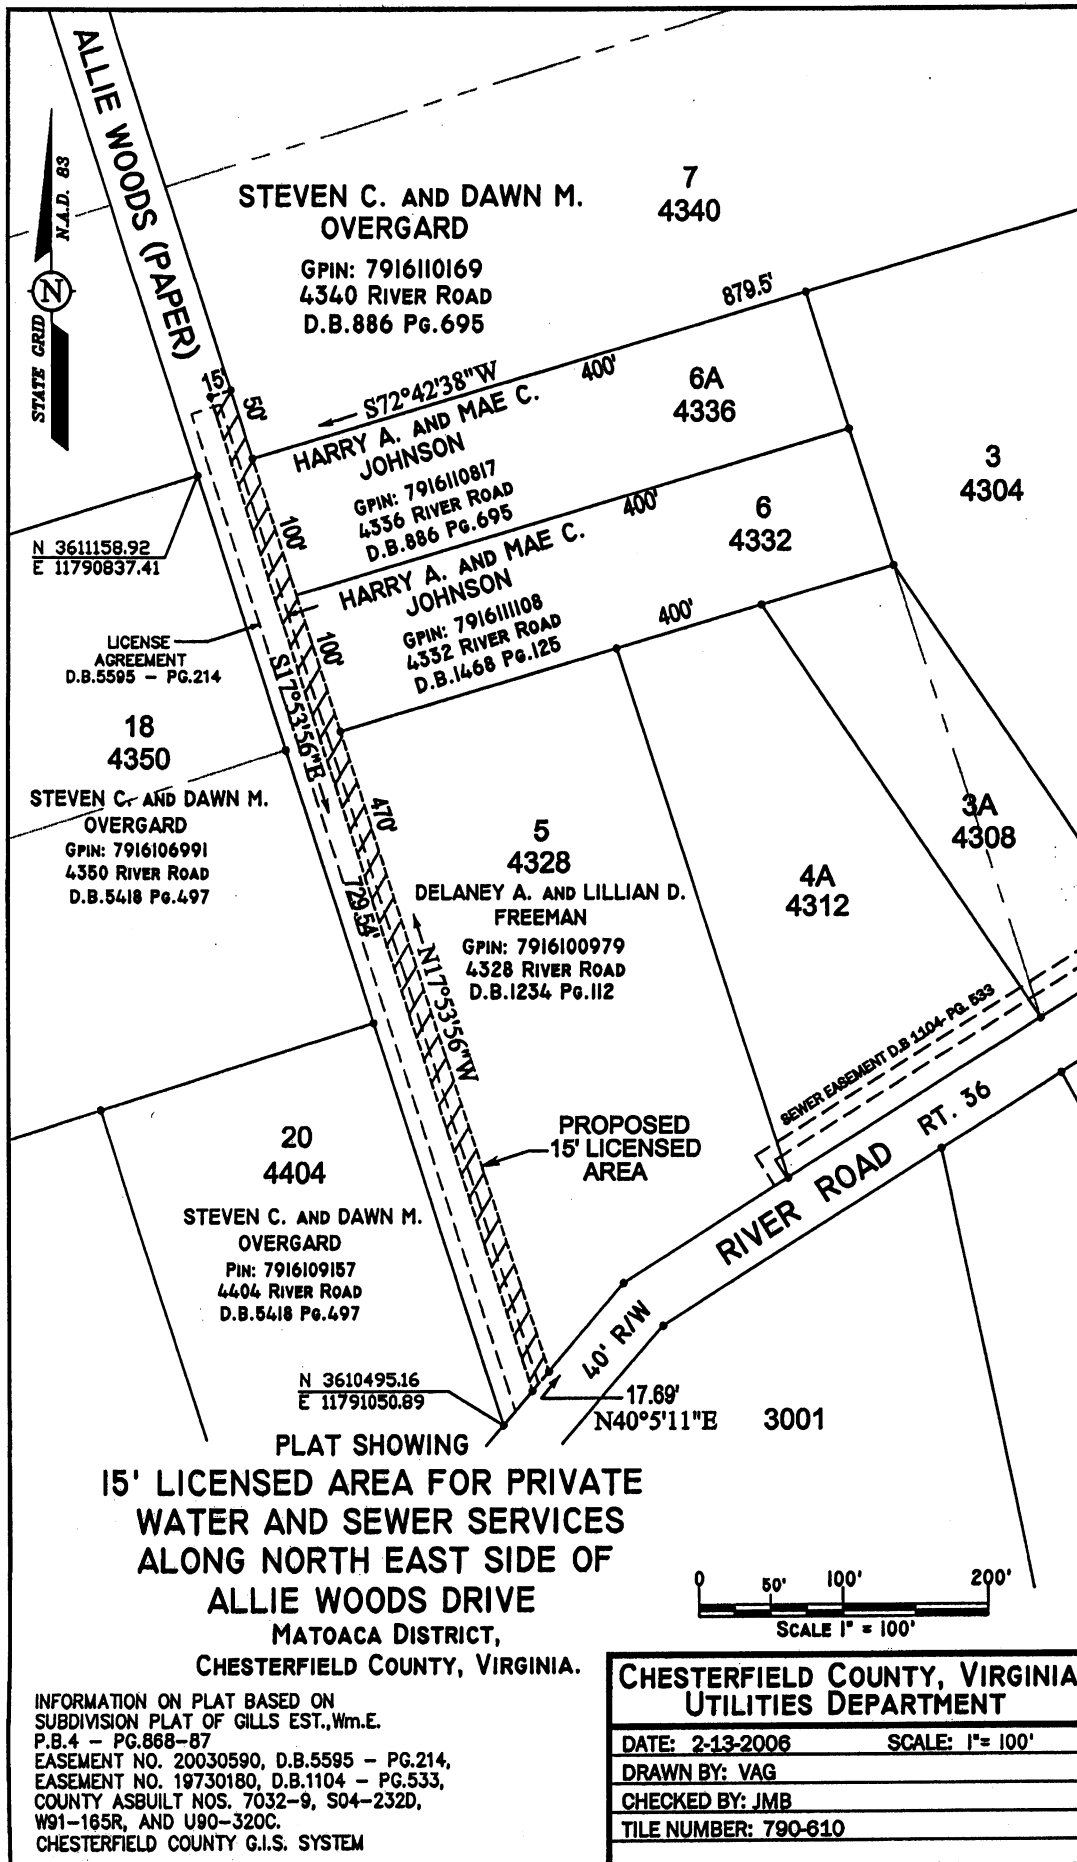 ALLIE WOODS (PAPER)
N.A.D. 83
N
STATE GRID
STEVEN C. AND DAWN M.
OVERGARD
GPIN: 7916110169
4340 RIVER ROAD
D.B.886 PG.695
7
4340
879.5'
15'
50'
S72°42'38"W
400'
6A
4336
HARRY A. AND MAE C.
JOHNSON
GPIN: 7916110817
4336 RIVER ROAD
D.B.886 PG.695
3
4304
N 3611158.92
E 11790837.41
100'
400'
6
4332
HARRY A. AND MAE C.
JOHNSON
GPIN: 7916111108
4332 RIVER ROAD
D.B.1468 PG.125
100'
400'
LICENSE
AGREEMENT
D.B.5595 - PG.214
S17°53'56"E
18
4350
STEVEN C. AND DAWN M.
OVERGARD
GPIN: 7916106991
4350 RIVER ROAD
D.B.5418 PG.497
470'
729.54'
5
4328
DELANEY A. AND LILLIAN D.
FREEMAN
GPIN: 7916100979
4328 RIVER ROAD
D.B.1234 PG.112
N17°53'56"W
4A
4312
3A
4308
SEWER EASEMENT D.B 1104-PG. 533
PROPOSED
15' LICENSED
AREA
RIVER ROAD RT. 36
20
4404
STEVEN C. AND DAWN M.
OVERGARD
PIN: 7916109157
4404 RIVER ROAD
D.B.5418 PG.497
40' R/W
N 3610495.16
E 11791050.89
17.69'
N40°5'11"E
3001
PLAT SHOWING
15' LICENSED AREA FOR PRIVATE
WATER AND SEWER SERVICES
ALONG NORTH EAST SIDE OF
ALLIE WOODS DRIVE
MATOACA DISTRICT,
CHESTERFIELD COUNTY, VIRGINIA.
0 50' 100' 200'
SCALE 1" = 100'
INFORMATION ON PLAT BASED ON
SUBDIVISION PLAT OF GILLS EST.,Wm.E.
P.B.4 - PG.868-87
EASEMENT NO. 20030590, D.B.5595 - PG.214,
EASEMENT NO. 19730180, D.B.1104 - PG.533,
COUNTY ASBUILT NOS. 7032-9, S04-232D,
W91-165R, AND U90-320C.
CHESTERFIELD COUNTY G.I.S. SYSTEM
CHESTERFIELD COUNTY, VIRGINIA
UTILITIES DEPARTMENT
DATE: 2-13-2006 SCALE: 1"= 100'
DRAWN BY: VAG
CHECKED BY: JMB
TILE NUMBER: 790-610